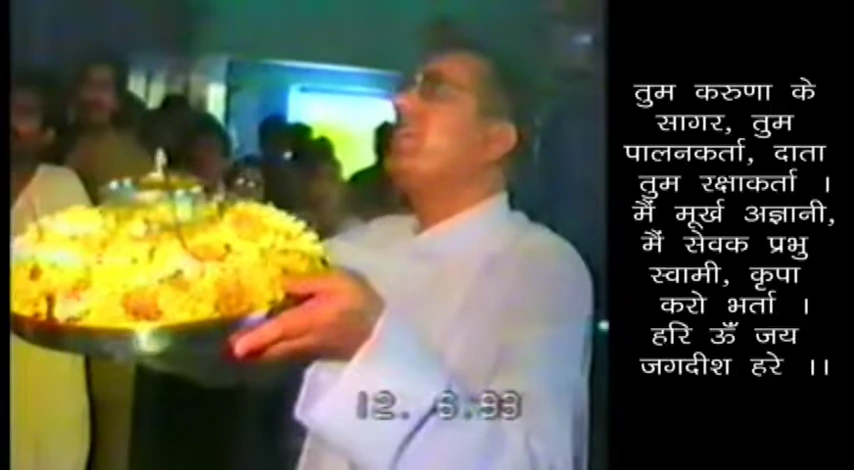 तुम करुणा के
सागर, तुम
पालनकर्ता, दाता
तुम रक्षाकर्ता ।
मैं मूर्ख अज्ञानी,
मैं सेवक प्रभु
स्वामी, कृपा
करो भर्ता ।
हरि ऊँ जय
जगदीश हरे ।।
12. 6.93